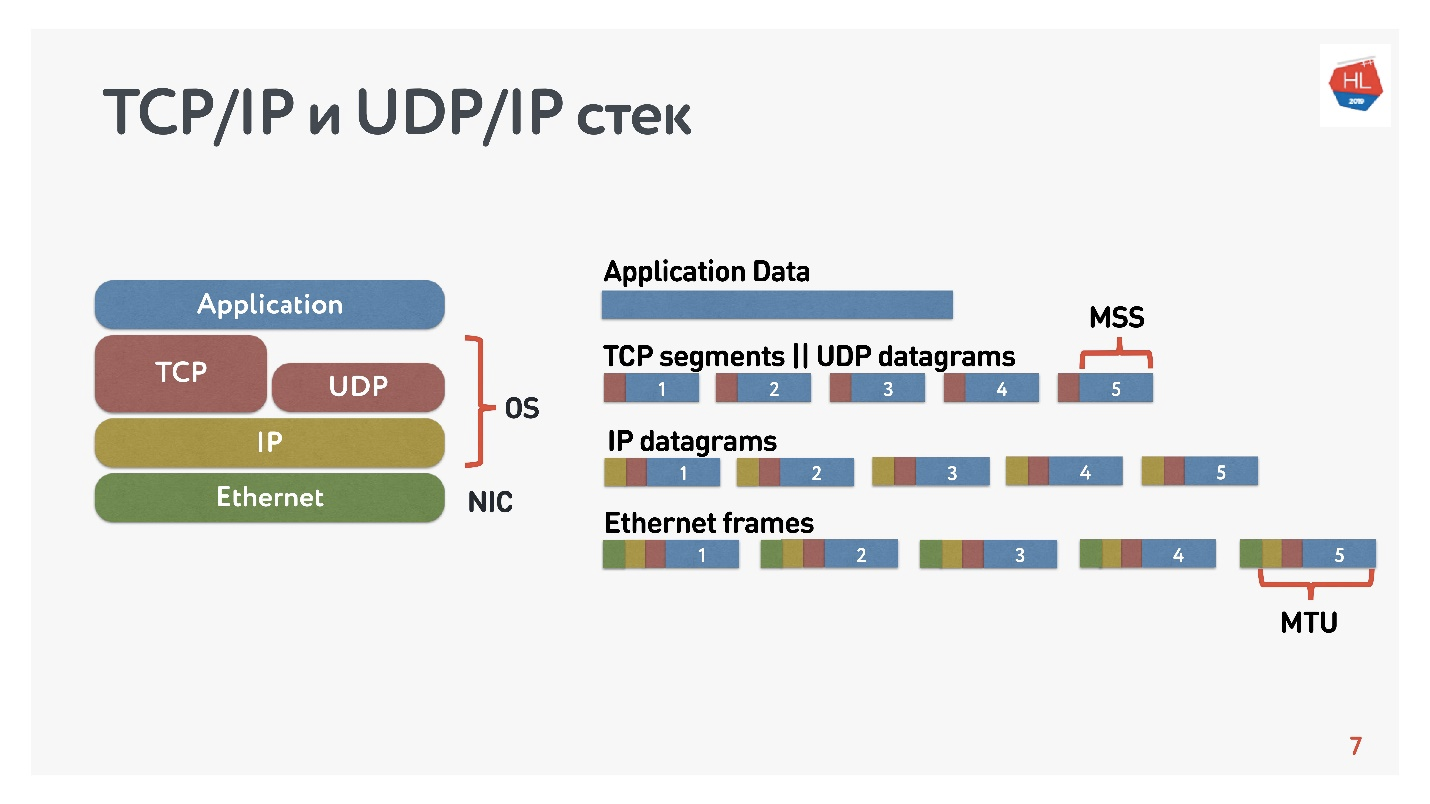 TCP/IP и UDP/IP стек
HL
2019
Application
TCP
UDP
IP
Ethernet
OS
NIC
Application Data
MSS
TCP segments || UDP datagrams
1 2 3 4 5
IP datagrams
1 2 3 4 5
Ethernet frames
1 2 3 4 5
MTU
7